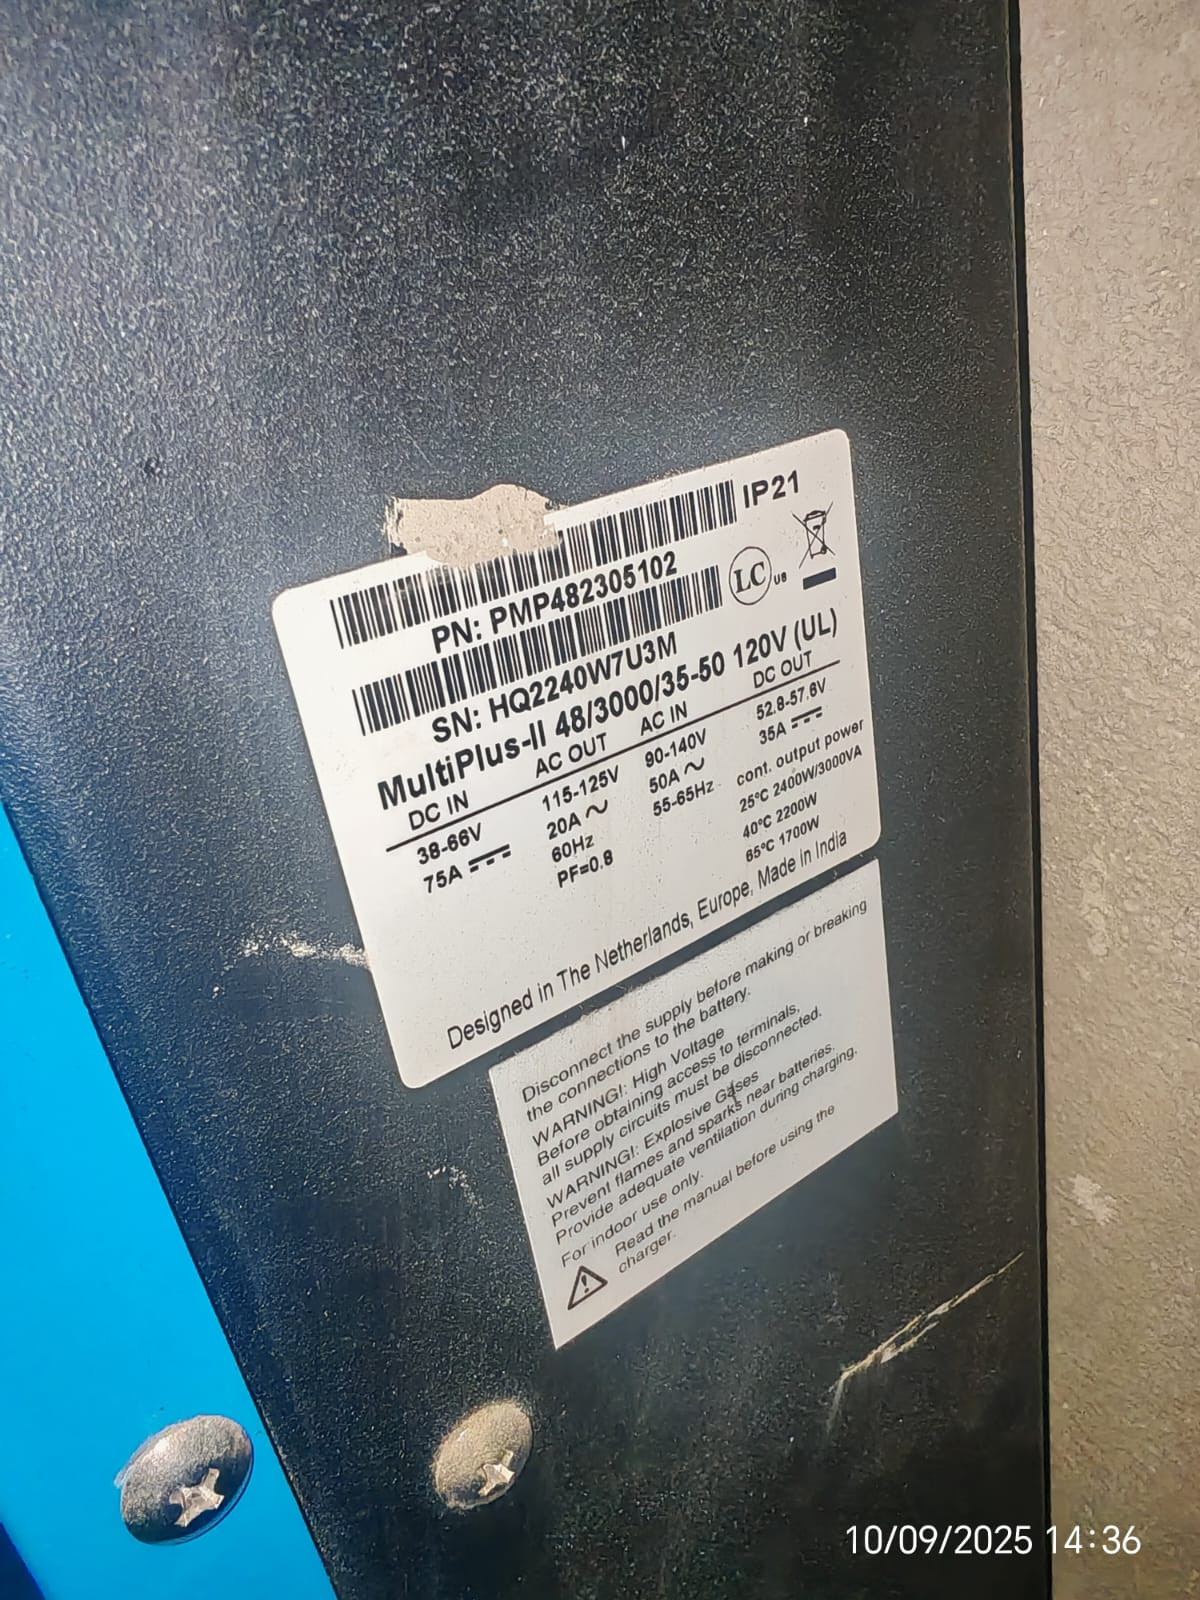 IP21
PN: PMP482305102
LC us
SN: HQ2240W7U3M
MultiPlus-II 48/3000/35-50 120V (UL)
DC IN AC OUT AC IN DC OUT
38-66V 115-125V 90-140V 52.8-57.6V
75A 20A 50A 35A
60Hz 55-65Hz
PF=0.8
cont. output power
25°C 2400W/3000VA
40°C 2200W
65°C 1700W
Designed in The Netherlands, Europe, Made in India
Disconnect the supply before making or breaking
the connections to the battery.
WARNING!: High Voltage
Before obtaining access to terminals,
all supply circuits must be disconnected.
WARNING!: Explosive Gases
Prevent flames and sparks near batteries.
Provide adequate ventilation during charging.
For indoor use only.
Read the manual before using the
charger.
10/09/2025 14:36